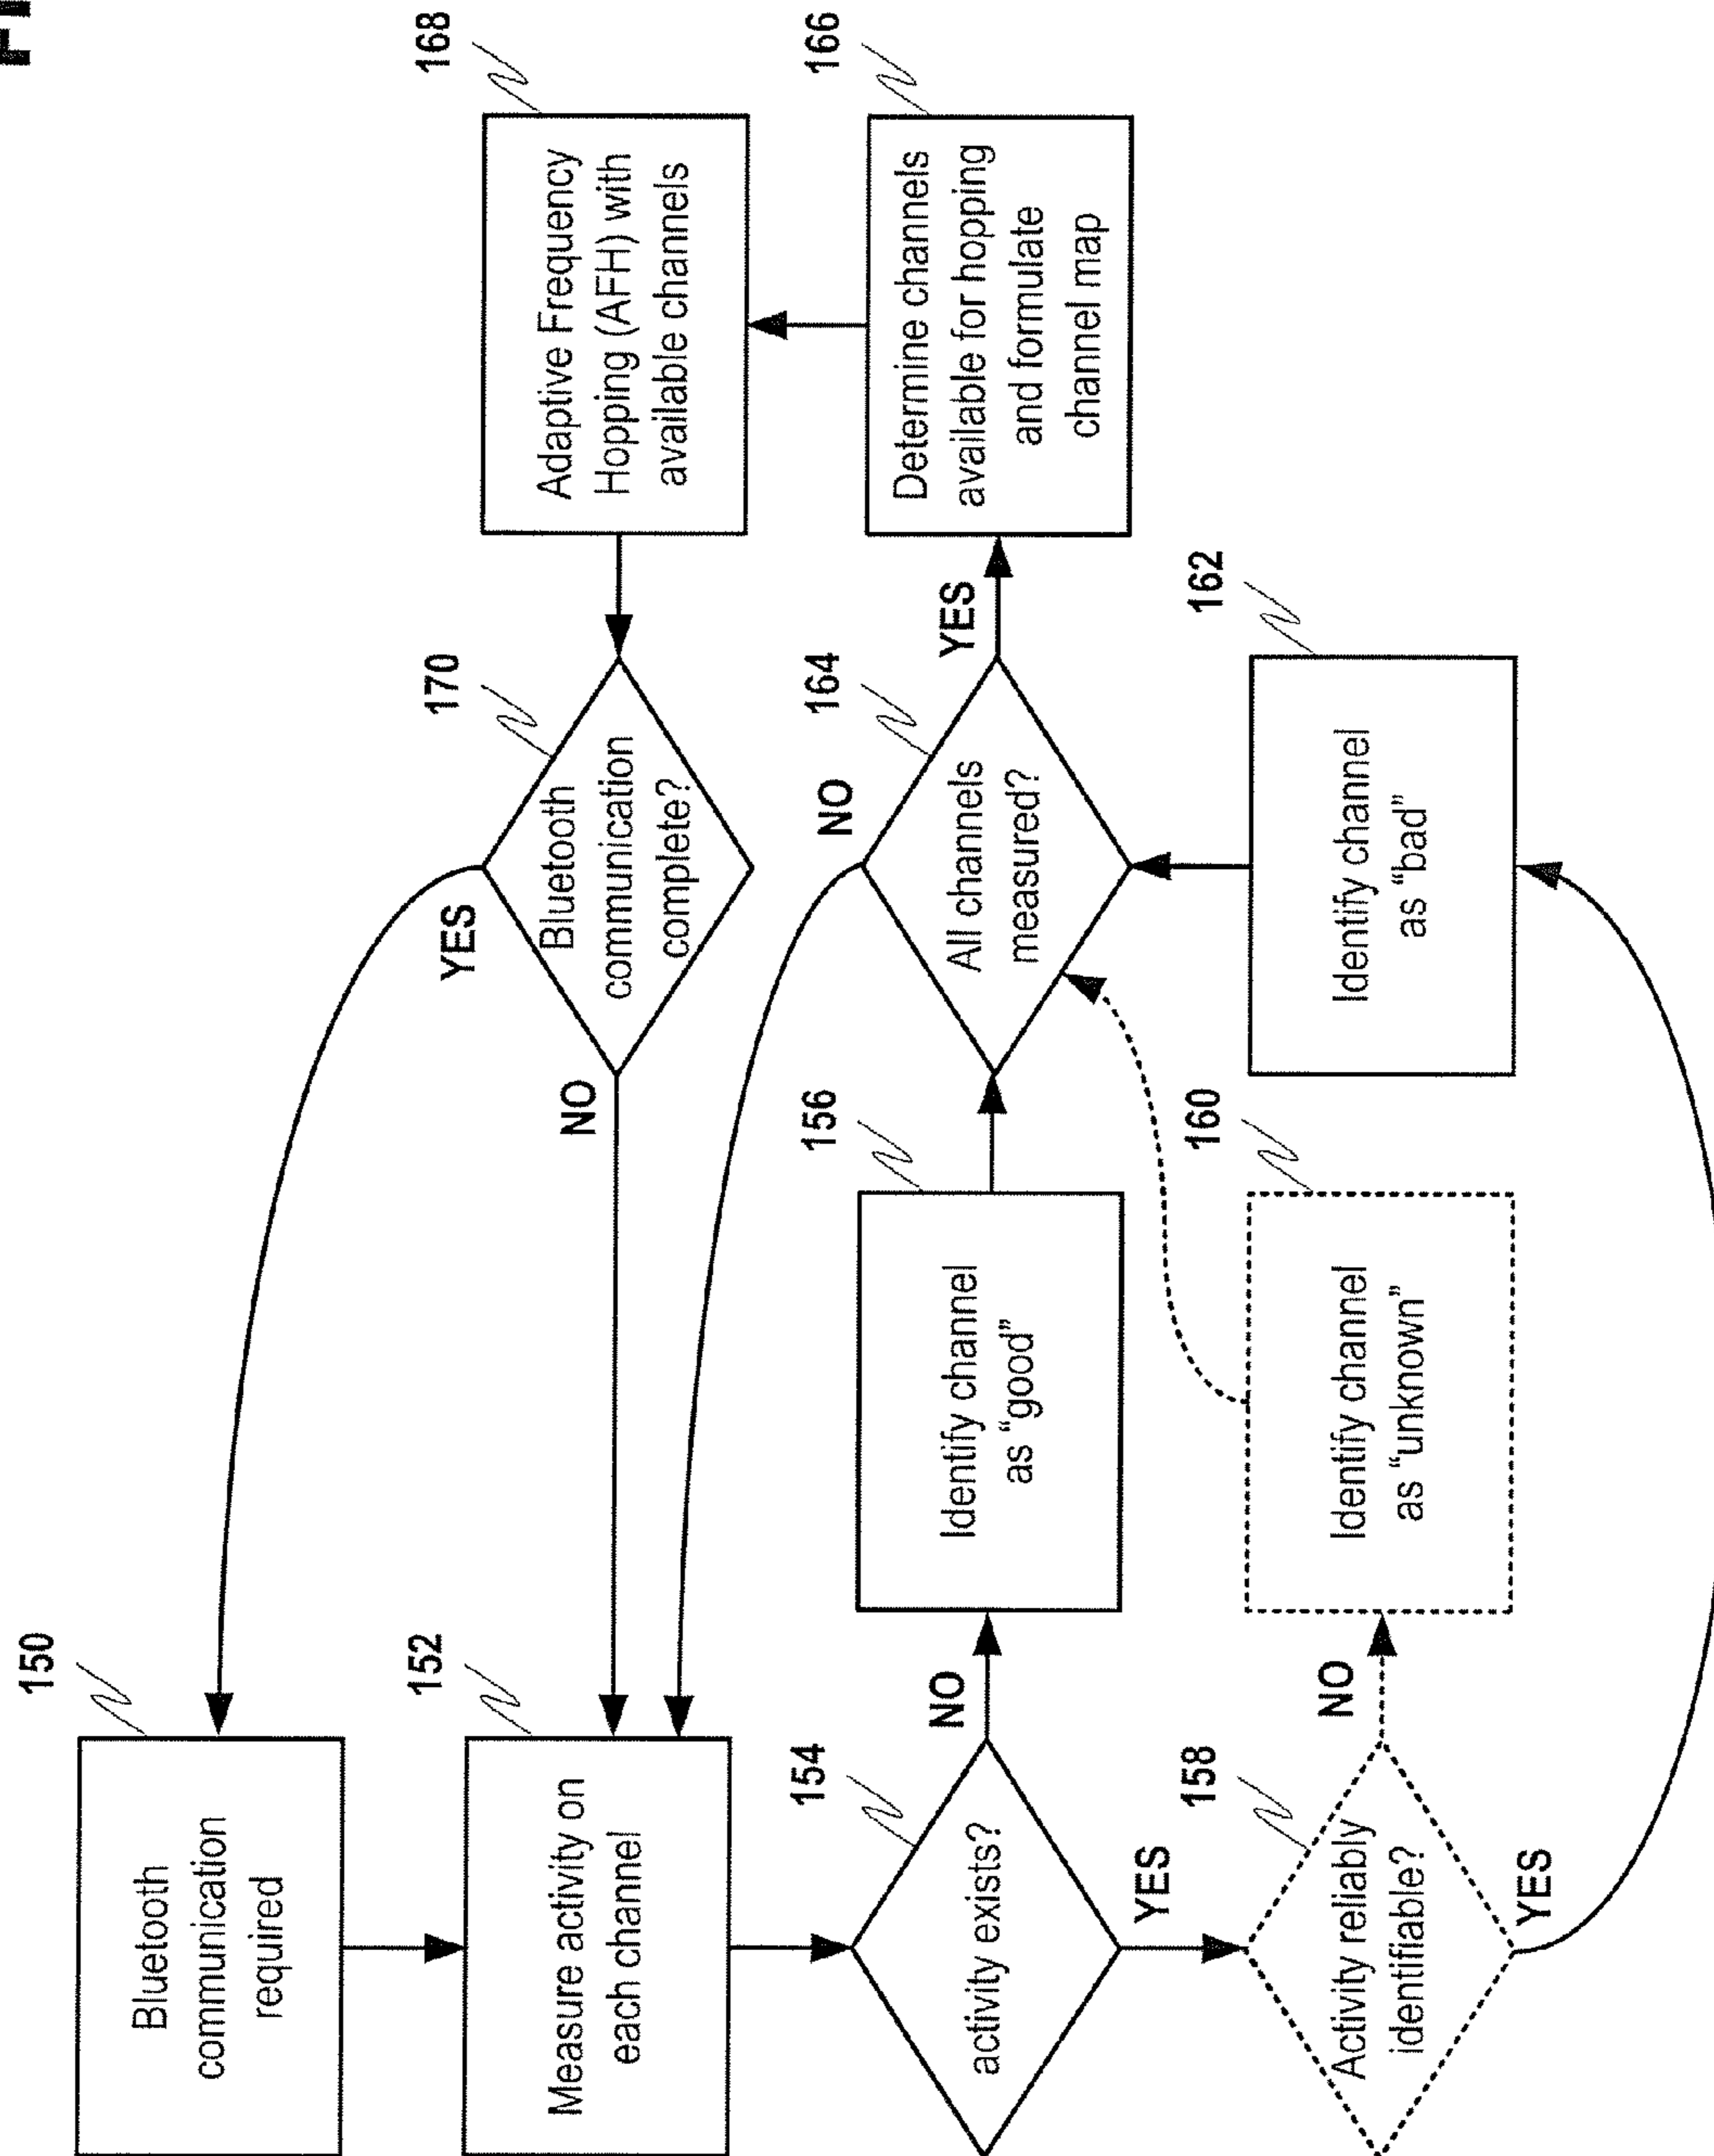 150
Bluetooth
communication
required
152
Measure activity on
each channel
154
activity exists?
NO
YES
156
Identify channel
as “good”
158
Activity reliably
identifiable?
NO
YES
160
Identify channel
as “unknown”
162
Identify channel
as “bad”
164
All channels
measured?
NO
YES
166
Determine channels
available for hopping
and formulate
channel map
168
Adaptive Frequency
Hopping (AFH) with
available channels
170
Bluetooth
communication
complete?
YES
NO